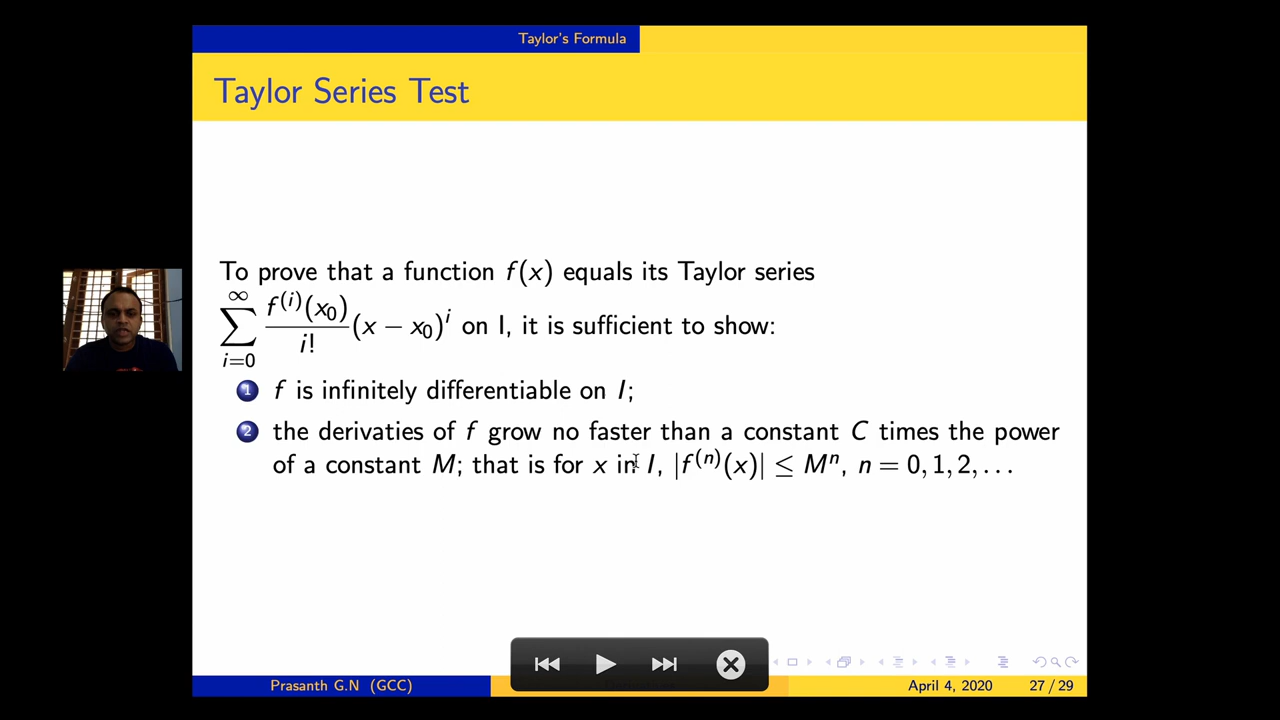 Taylor's Formula
Taylor Series Test
To prove that a function f(x) equals its Taylor series
∑_{i=0}^{∞} \frac{f^{(i)}(x_0)}{i!}(x − x_0)^i on I, it is sufficient to show:
1 f is infinitely differentiable on I;
2 the derivaties of f grow no faster than a constant C times the power
of a constant M; that is for x in I, |f^{(n)}(x)| ≤ M^n, n = 0, 1, 2, . . .
Prasanth G.N (GCC)
April 4, 2020
27 / 29